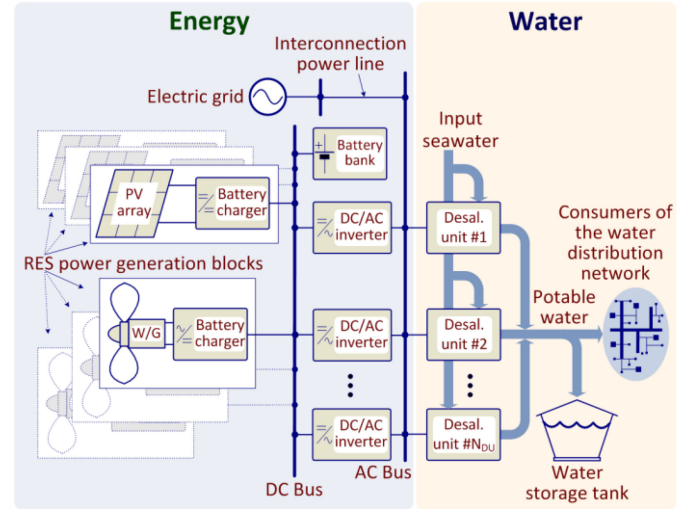 Energy
Water
Interconnection
power line
Electric grid
Input
seawater
Battery
bank
PV
array
Battery
charger
DC/AC
inverter
Desal.
unit #1
Consumers of
the water
distribution
network
RES power generation blocks
W/G
Battery
charger
DC/AC
inverter
Desal.
unit #2
Potable
water
DC/AC
inverter
Desal.
unit #NDU
AC Bus
DC Bus
Water
storage tank